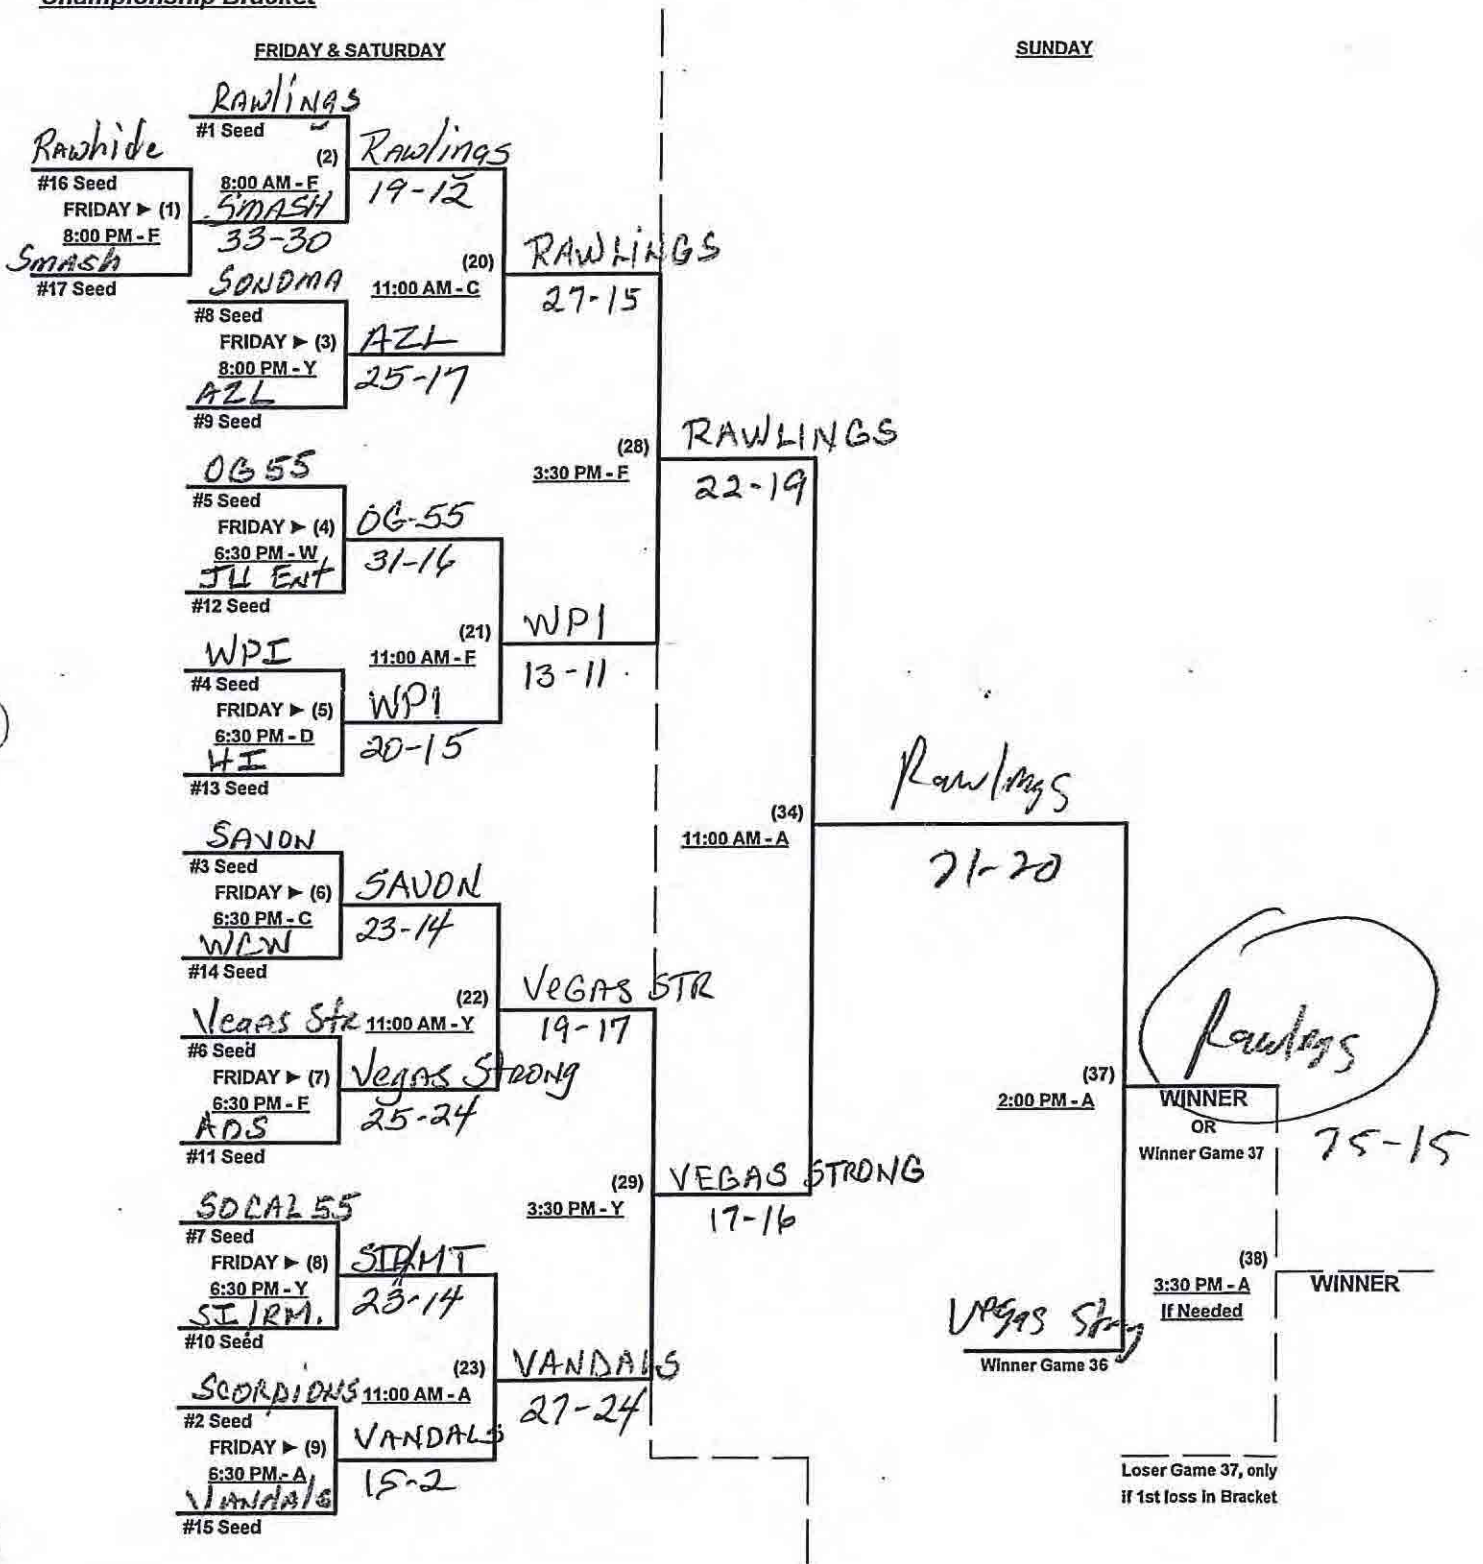 Championship Bracket
FRIDAY & SATURDAY
SUNDAY
RAWlINGS
#1 Seed
Rawhide
(2)
Rawlings
#16 Seed
8:00 AM - F
19-12
FRIDAY ► (1)
SMASH
8:00 PM - F
33-30
Smash
#17 Seed
(20)
11:00 AM - C
RAWLINGS
27-15
SONOMA
#8 Seed
FRIDAY ► (3)
AZL
8:00 PM - Y
25-17
AZL
#9 Seed
(28)
3:30 PM - F
RAWLINGS
22-19
OG 55
#5 Seed
FRIDAY ► (4)
OG-55
6:30 PM - W
31-16
JU Ent
#12 Seed
(21)
11:00 AM - F
WPI
13-11
WPI
#4 Seed
FRIDAY ► (5)
WPI
6:30 PM - D
20-15
HI
#13 Seed
(34)
11:00 AM - A
Rawlings
21-20
SAVON
#3 Seed
FRIDAY ► (6)
SAVON
6:30 PM - C
23-14
WCW
#14 Seed
(22)
11:00 AM - Y
VEGAS STR
19-17
Vegas Str
#6 Seed
FRIDAY ► (7)
Vegas STRONG
6:30 PM - F
25-24
ADS
#11 Seed
(37)
2:00 PM - A
Rawlings
WINNER
OR
Winner Game 37
25-15
(29)
3:30 PM - Y
VEGAS STRONG
17-16
SOCAL 55
#7 Seed
FRIDAY ► (8)
6:30 PM - Y
23-14
SI/RM.
#10 Seed
(38)
3:30 PM - A
If Needed
WINNER
Vegas Strong
Winner Game 36
(23)
11:00 AM - A
VANDALS
27-24
SCORPIONS
#2 Seed
FRIDAY ► (9)
VANDALS
6:30 PM - A
15-2
VANdAlS
#15 Seed
Loser Game 37, only
if 1st loss in Bracket